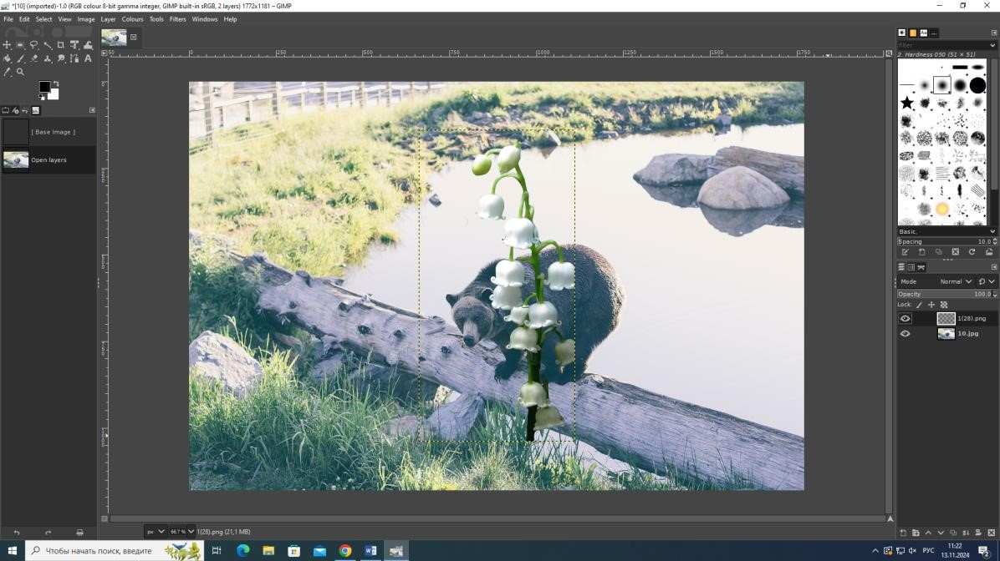 *[10] (imported)-1.0 (RGB colour 8-bit gamma integer, GIMP built-in sRGB, 2 layers) 1772x1181 – GIMP
File Edit Select View Image Layer Colours Tools Filters Windows Help
0 250 500 750 1000 1250 1500 1750
filter
2. Hardness 050 (51 × 51)
[ Base Image ]
Open layers
Basic,
Spacing 10,0
Mode Normal
Opacity 100,0
Lock:
1(28).png
10.jpg
px 66.7 % 1(28).png (21,1 MB)
Чтобы начать поиск, введите
РУС
11:22
13.11.2024
2